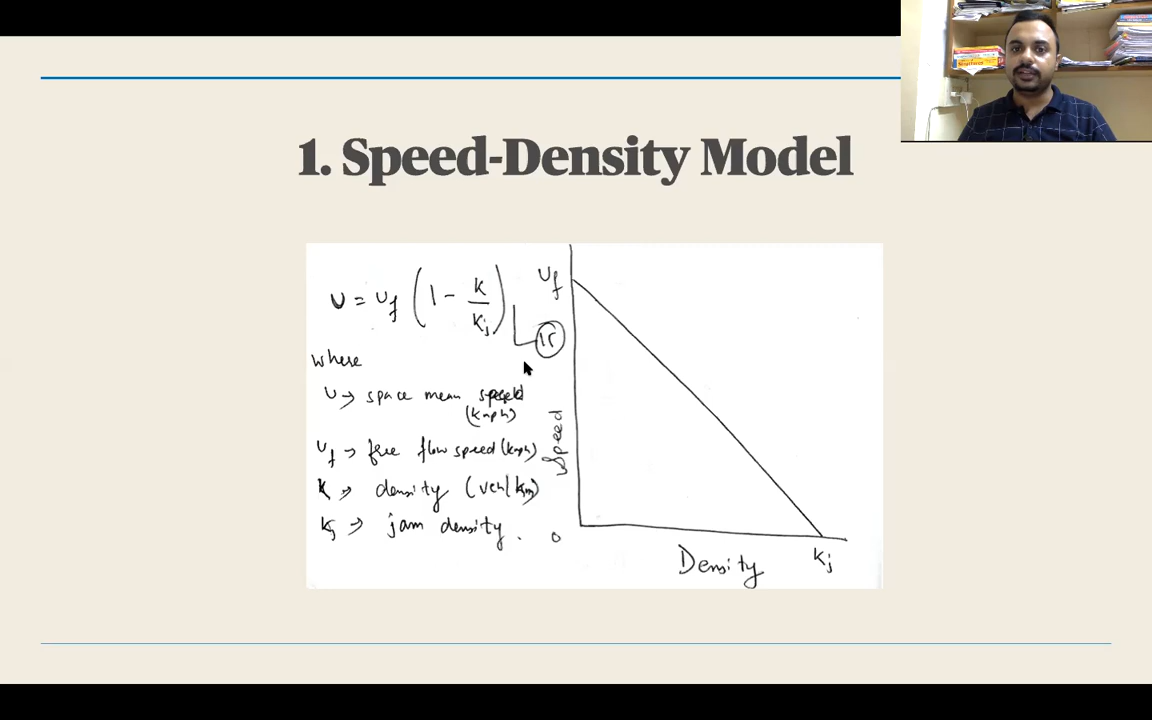 1. Speed-Density Model
U = Uf (1 - K/Kj)
Uf
where
U → space mean speed
(kmph)
Uf → free flow speed (kmph)
K → density (veh/km)
Kj → jam density.
Speed
0
Density
Kj